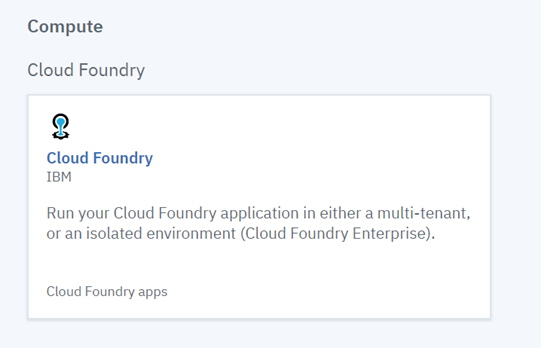 Compute
Cloud Foundry
Cloud Foundry
IBM
Run your Cloud Foundry application in either a multi-tenant,
or an isolated environment (Cloud Foundry Enterprise).
Cloud Foundry apps